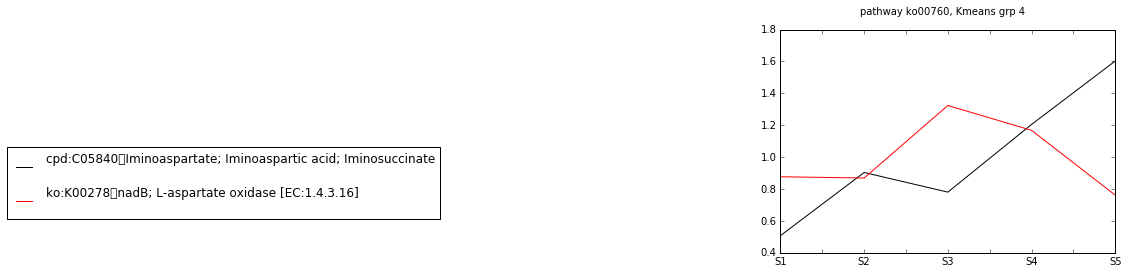 pathway ko00760, Kmeans grp 4
1.8
1.6
1.4
1.2
1.0
0.8
0.6
0.4
S1 S2 S3 S4 S5
cpd:C05840▯Iminoaspartate; Iminoaspartic acid; Iminosuccinate
ko:K00278▯nadB; L-aspartate oxidase [EC:1.4.3.16]